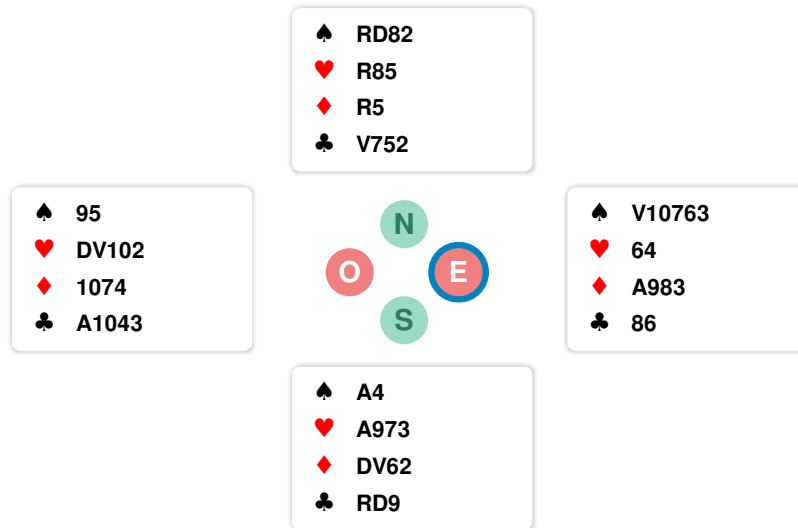 ♠ RD82
♥ R85
♦ R5
♣ V752
♠ 95
♥ DV102
♦ 1074
♣ A1043
N
O
E
S
♠ V10763
♥ 64
♦ A983
♣ 86
♠ A4
♥ A973
♦ DV62
♣ RD9